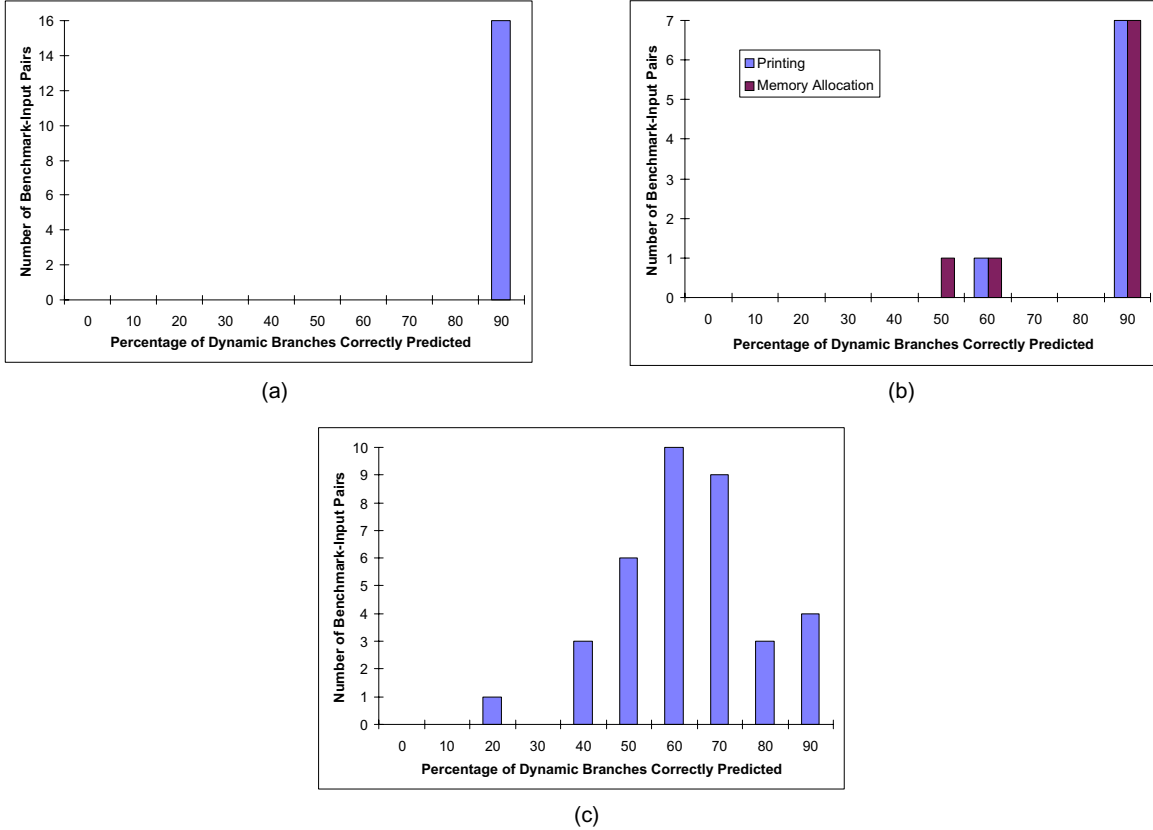 Number of Benchmark-Input Pairs
16
14
12
10
8
6
4
2
0
0 10 20 30 40 50 60 70 80 90
Percentage of Dynamic Branches Correctly Predicted
(a)
Number of Benchmark-Input Pairs
7
6
5
4
3
2
1
0
Printing
Memory Allocation
0 10 20 30 40 50 60 70 80 90
Percentage of Dynamic Branches Correctly Predicted
(b)
Number of Benchmark-Input Pairs
10
9
8
7
6
5
4
3
2
1
0
0 10 20 30 40 50 60 70 80 90
Percentage of Dynamic Branches Correctly Predicted
(c)